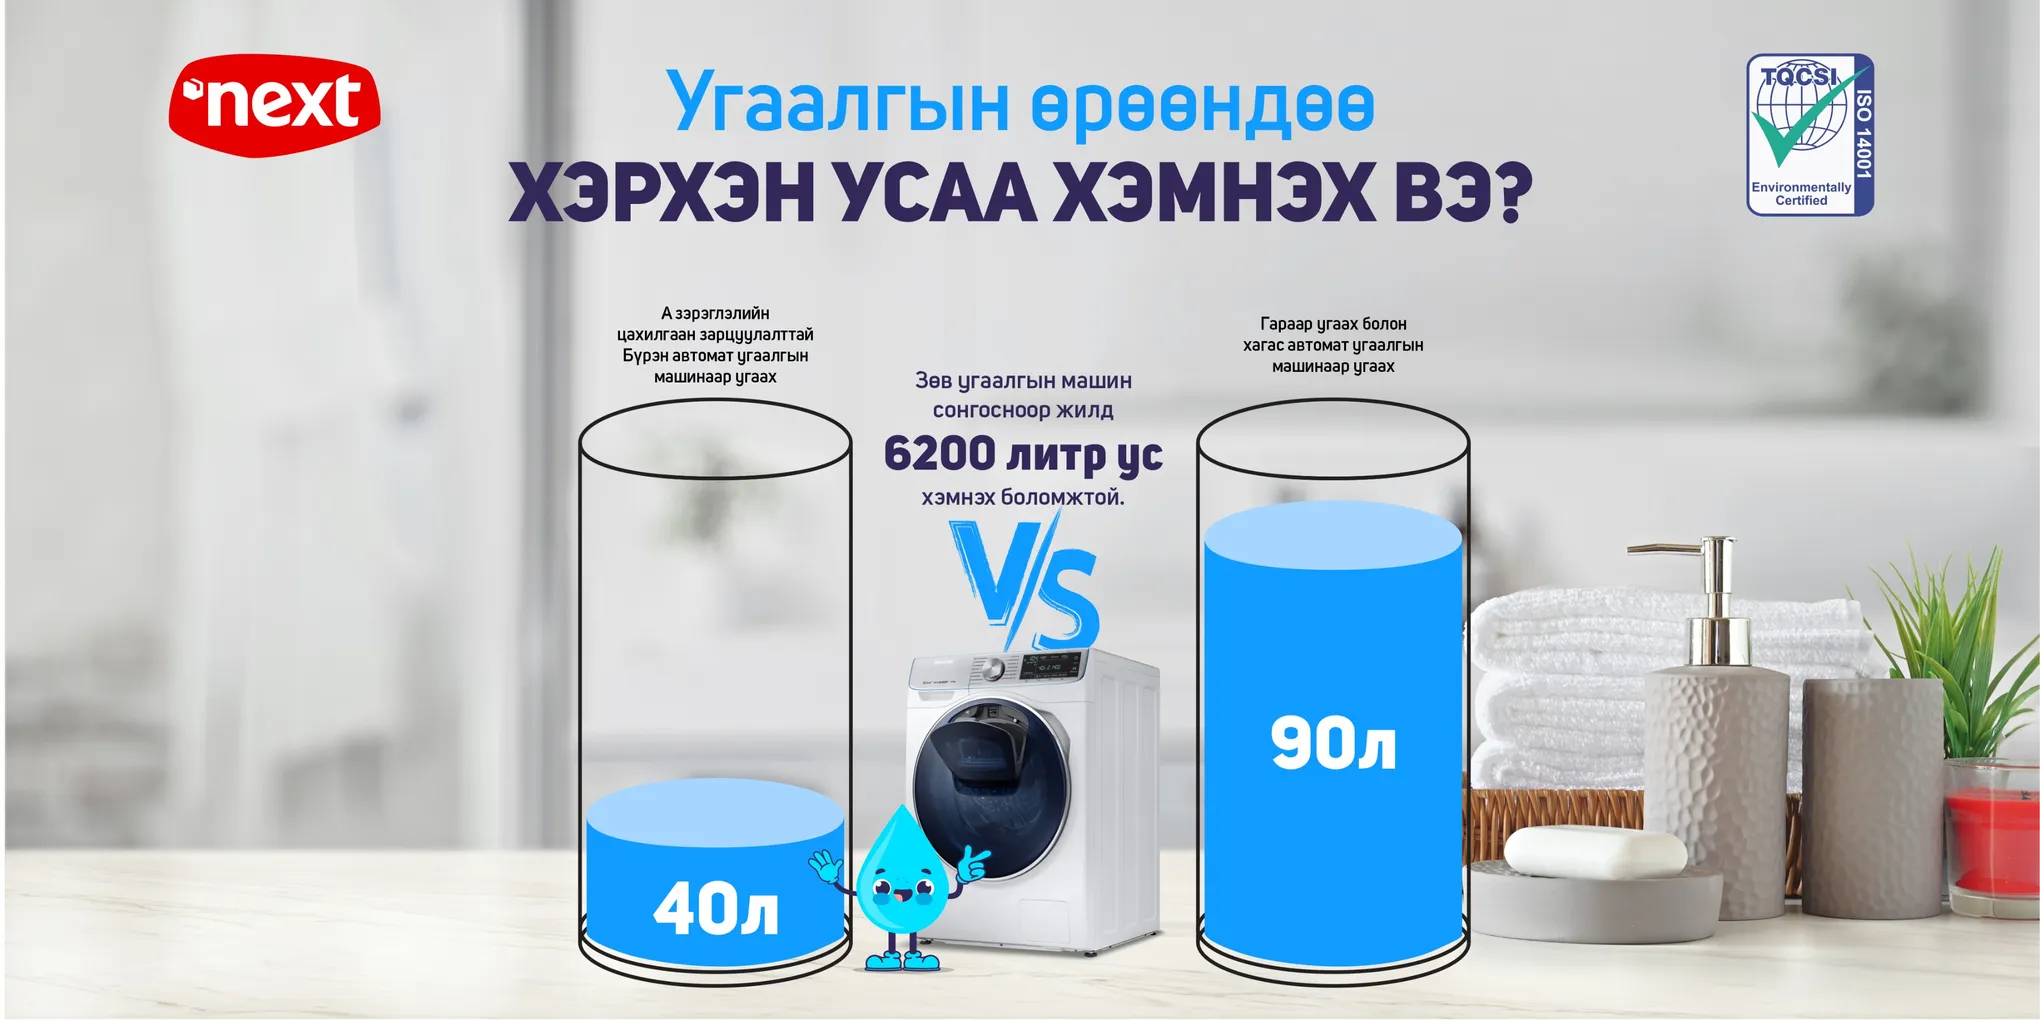 next
Угаалгын өрөөндөө
ХЭРХЭН УСАА ХЭМНЭХ ВЭ?
TQCSI
ISO 14001
Environmentally
Certified
А зэрэглэлийн
цахилгаан зарцуулалттай
Бүрэн автомат угаалгын
машинаар угаах
Зөв угаалгын машин
сонгосноор жилд
6200 литр ус
хэмнэх боломжтой.
Гараар угаах болон
хагас автомат угаалгын
машинаар угаах
VS
40л
90л